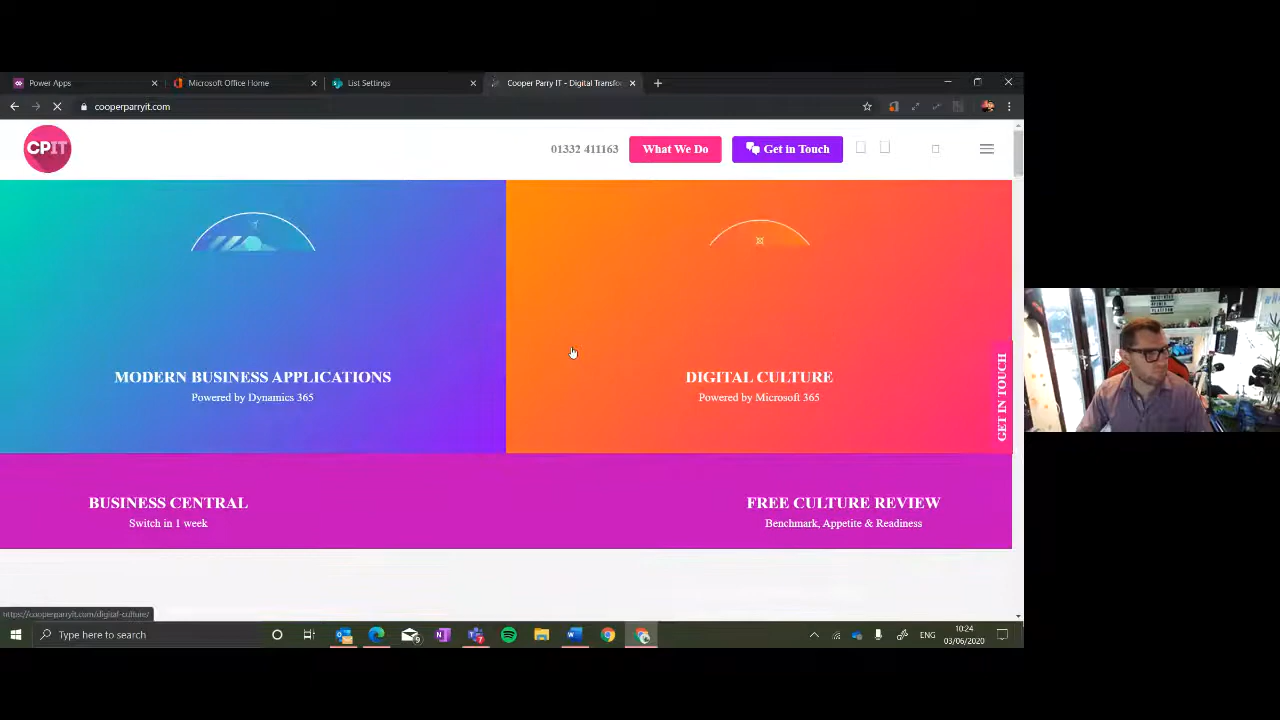 Power Apps
Microsoft Office Home
List Settings
Cooper Parry IT - Digital Transfo
cooperparryit.com
CPIT
01332 411163
What We Do
Get in Touch
MODERN BUSINESS APPLICATIONS
Powered by Dynamics 365
DIGITAL CULTURE
Powered by Microsoft 365
GET IN TOUCH
BUSINESS CENTRAL
Switch in 1 week
FREE CULTURE REVIEW
Benchmark, Appetite & Readiness
https://cooperparryit.com/digital-culture/
Type here to search
ENG
10:24
03/06/2020